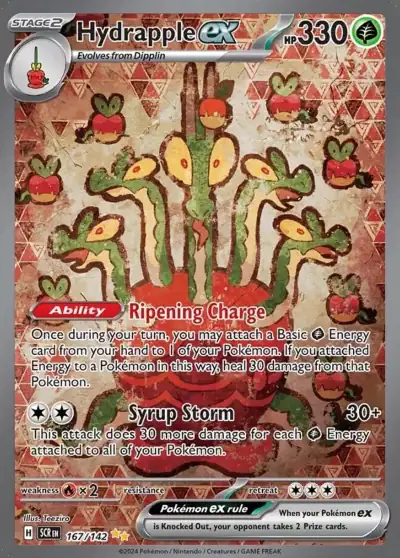 STAGE2 Hydrapple ex HP330
Evolves from Dipplin
Ability Ripening Charge
Once during your turn, you may attach a Basic Energy
card from your hand to 1 of your Pokémon. If you attached
Energy to a Pokémon in this way, heal 30 damage from that
Pokémon.
Syrup Storm 30+
This attack does 30 more damage for each Energy
attached to all of your Pokémon.
weakness ×2 resistance retreat
Illus. Teeziro
H SCR EN 167/142
Pokémon ex rule
When your Pokémon ex
is Knocked Out, your opponent takes 2 Prize cards.
©2024 Pokémon / Nintendo / Creatures / GAME FREAK